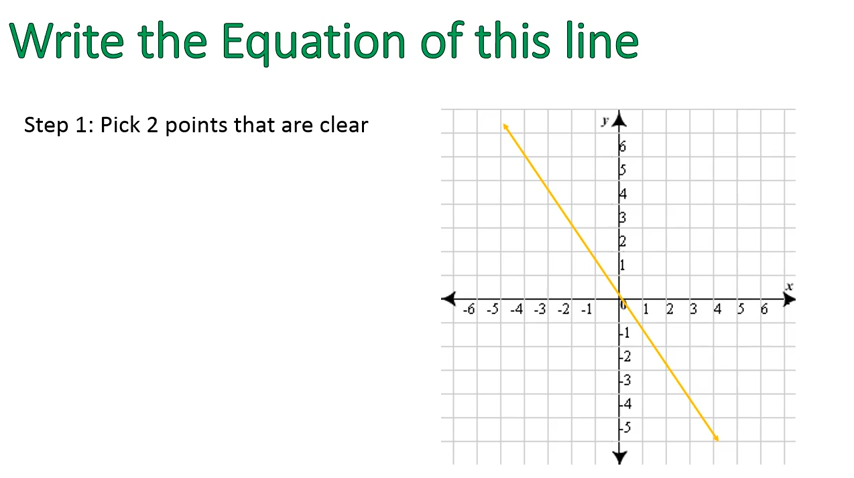 Write the Equation of this line
Step 1: Pick 2 points that are clear
y
6
5
4
3
2
1
x
-6 -5 -4 -3 -2 -1 0 1 2 3 4 5 6
-1
-2
-3
-4
-5